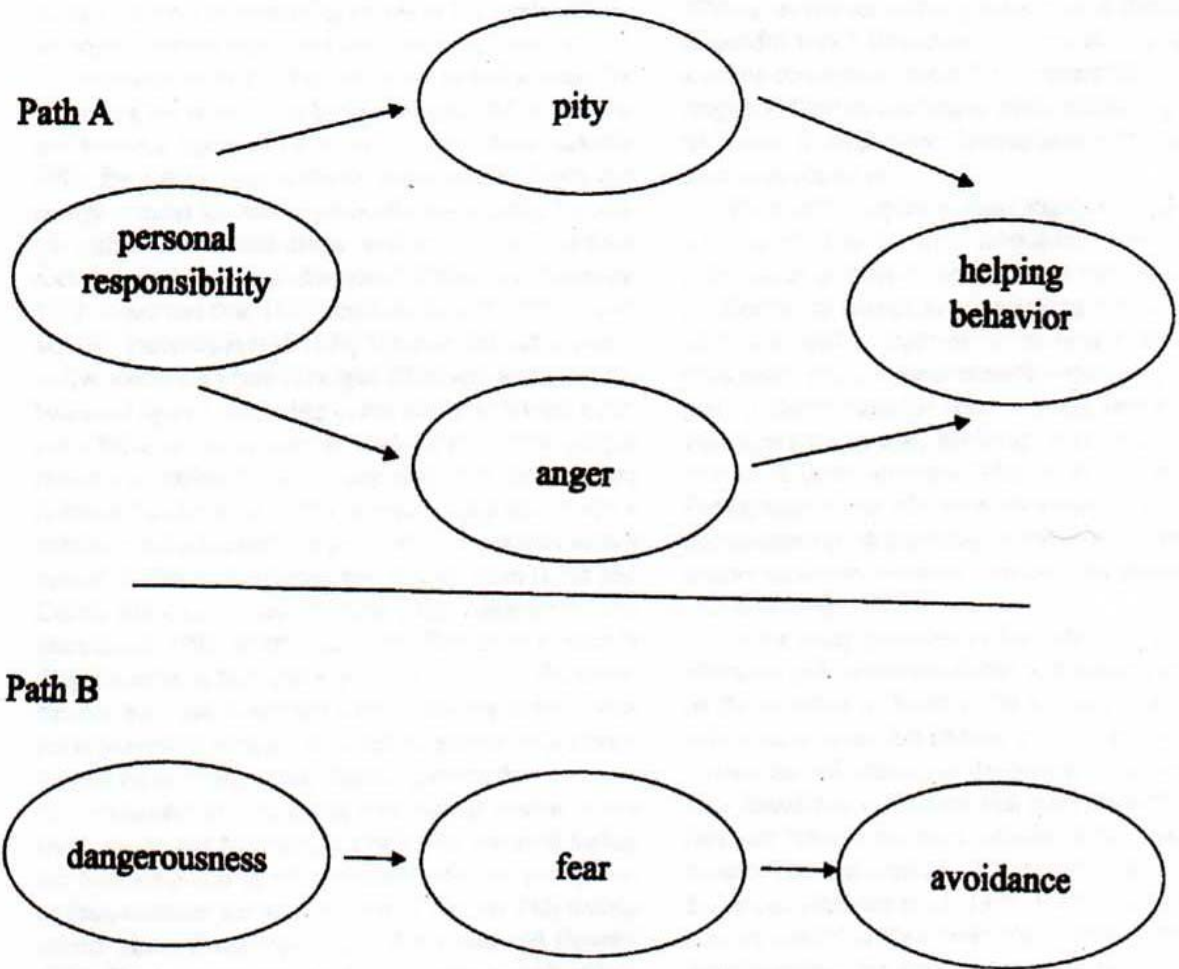 Path A
pity
personal
responsibility
helping
behavior
anger
Path B
dangerousness
fear
avoidance